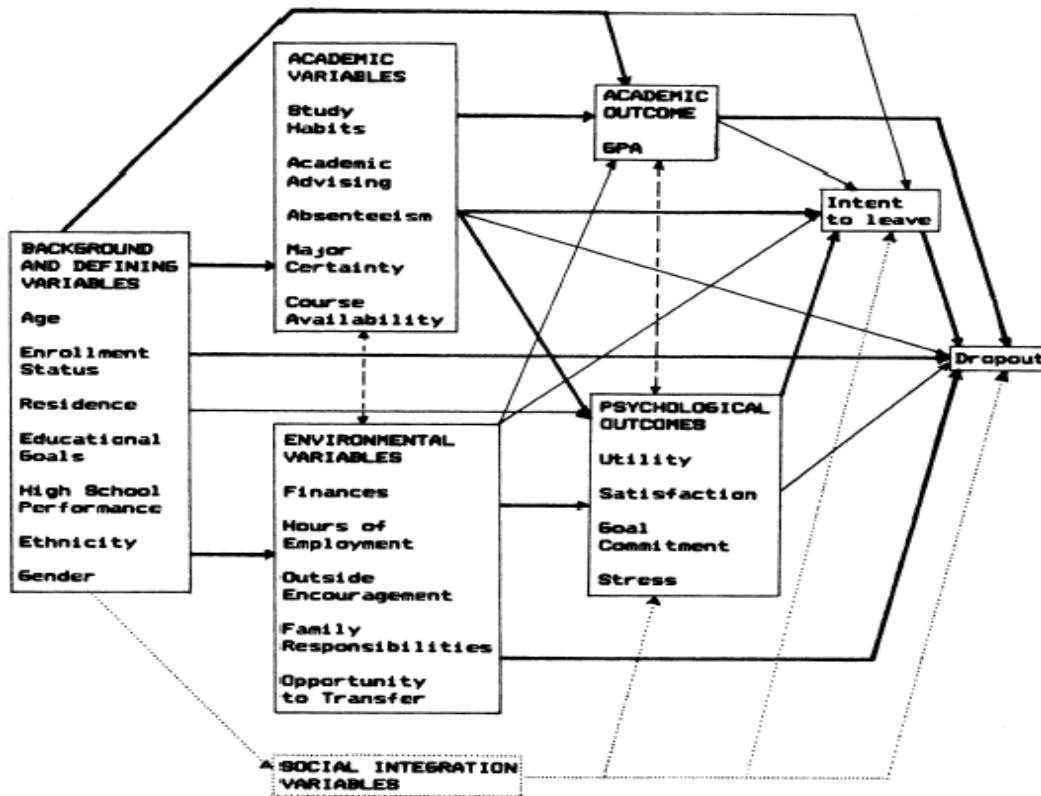 ACADEMIC
VARIABLES
Study
Habits
Academic
Advising
Absenteeism
Major
Certainty
Course
Availability
ACADEMIC
OUTCOME
GPA
Intent
to leave
BACKGROUND
AND DEFINING
VARIABLES
Age
Enrollment
Status
Residence
Educational
Goals
High School
Performance
Ethnicity
Gender
Dropout
ENVIRONMENTAL
VARIABLES
Finances
Hours of
Employment
Outside
Encouragement
Family
Responsibilities
Opportunity
to Transfer
PSYCHOLOGICAL
OUTCOMES
Utility
Satisfaction
Goal
Commitment
Stress
SOCIAL INTEGRATION
VARIABLES